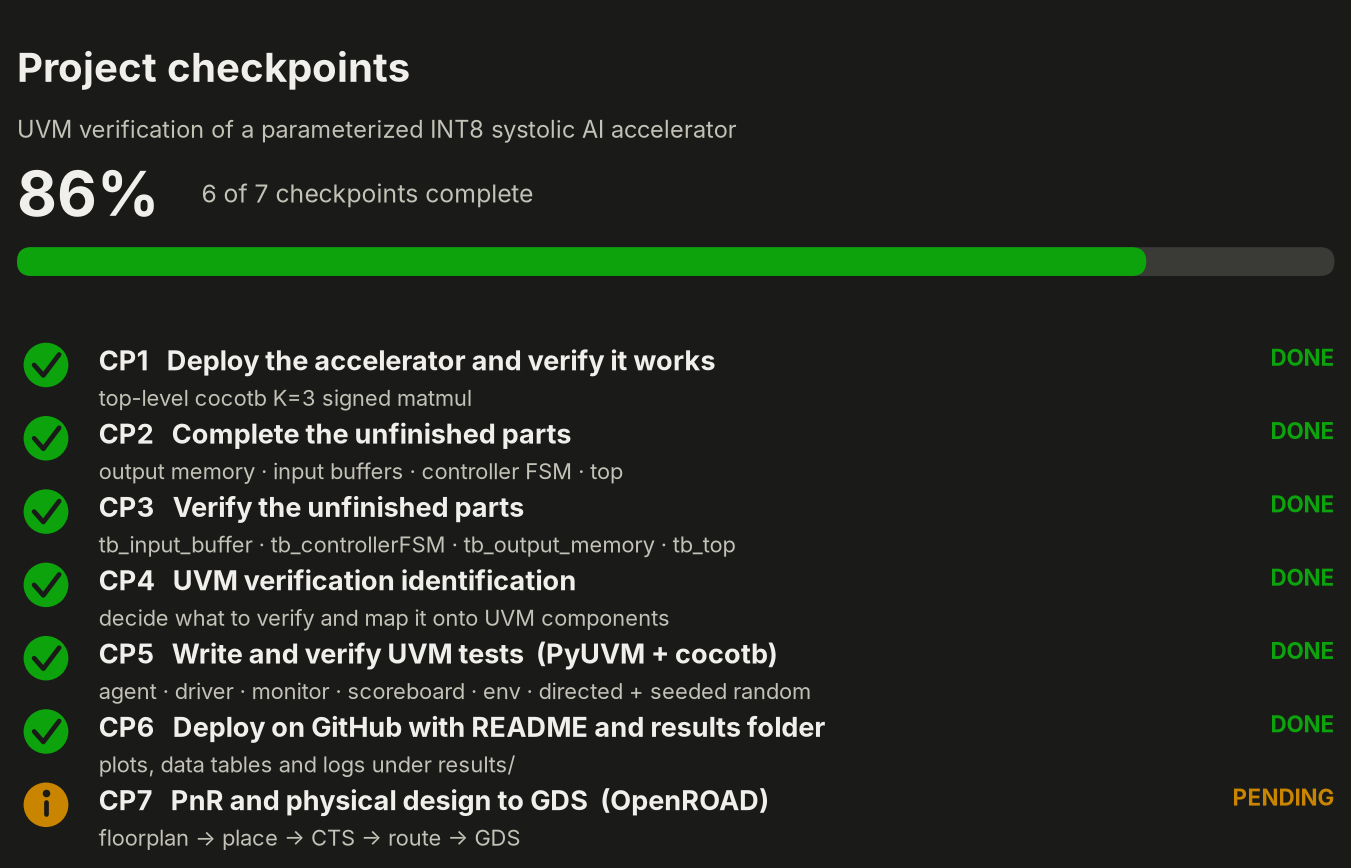 Project checkpoints
UVM verification of a parameterized INT8 systolic AI accelerator
86% 6 of 7 checkpoints complete
CP1 Deploy the accelerator and verify it works DONE
top-level cocotb K=3 signed matmul
CP2 Complete the unfinished parts DONE
output memory · input buffers · controller FSM · top
CP3 Verify the unfinished parts DONE
tb_input_buffer · tb_controllerFSM · tb_output_memory · tb_top
CP4 UVM verification identification DONE
decide what to verify and map it onto UVM components
CP5 Write and verify UVM tests (PyUVM + cocotb) DONE
agent · driver · monitor · scoreboard · env · directed + seeded random
CP6 Deploy on GitHub with README and results folder DONE
plots, data tables and logs under results/
CP7 PnR and physical design to GDS (OpenROAD) PENDING
floorplan → place → CTS → route → GDS